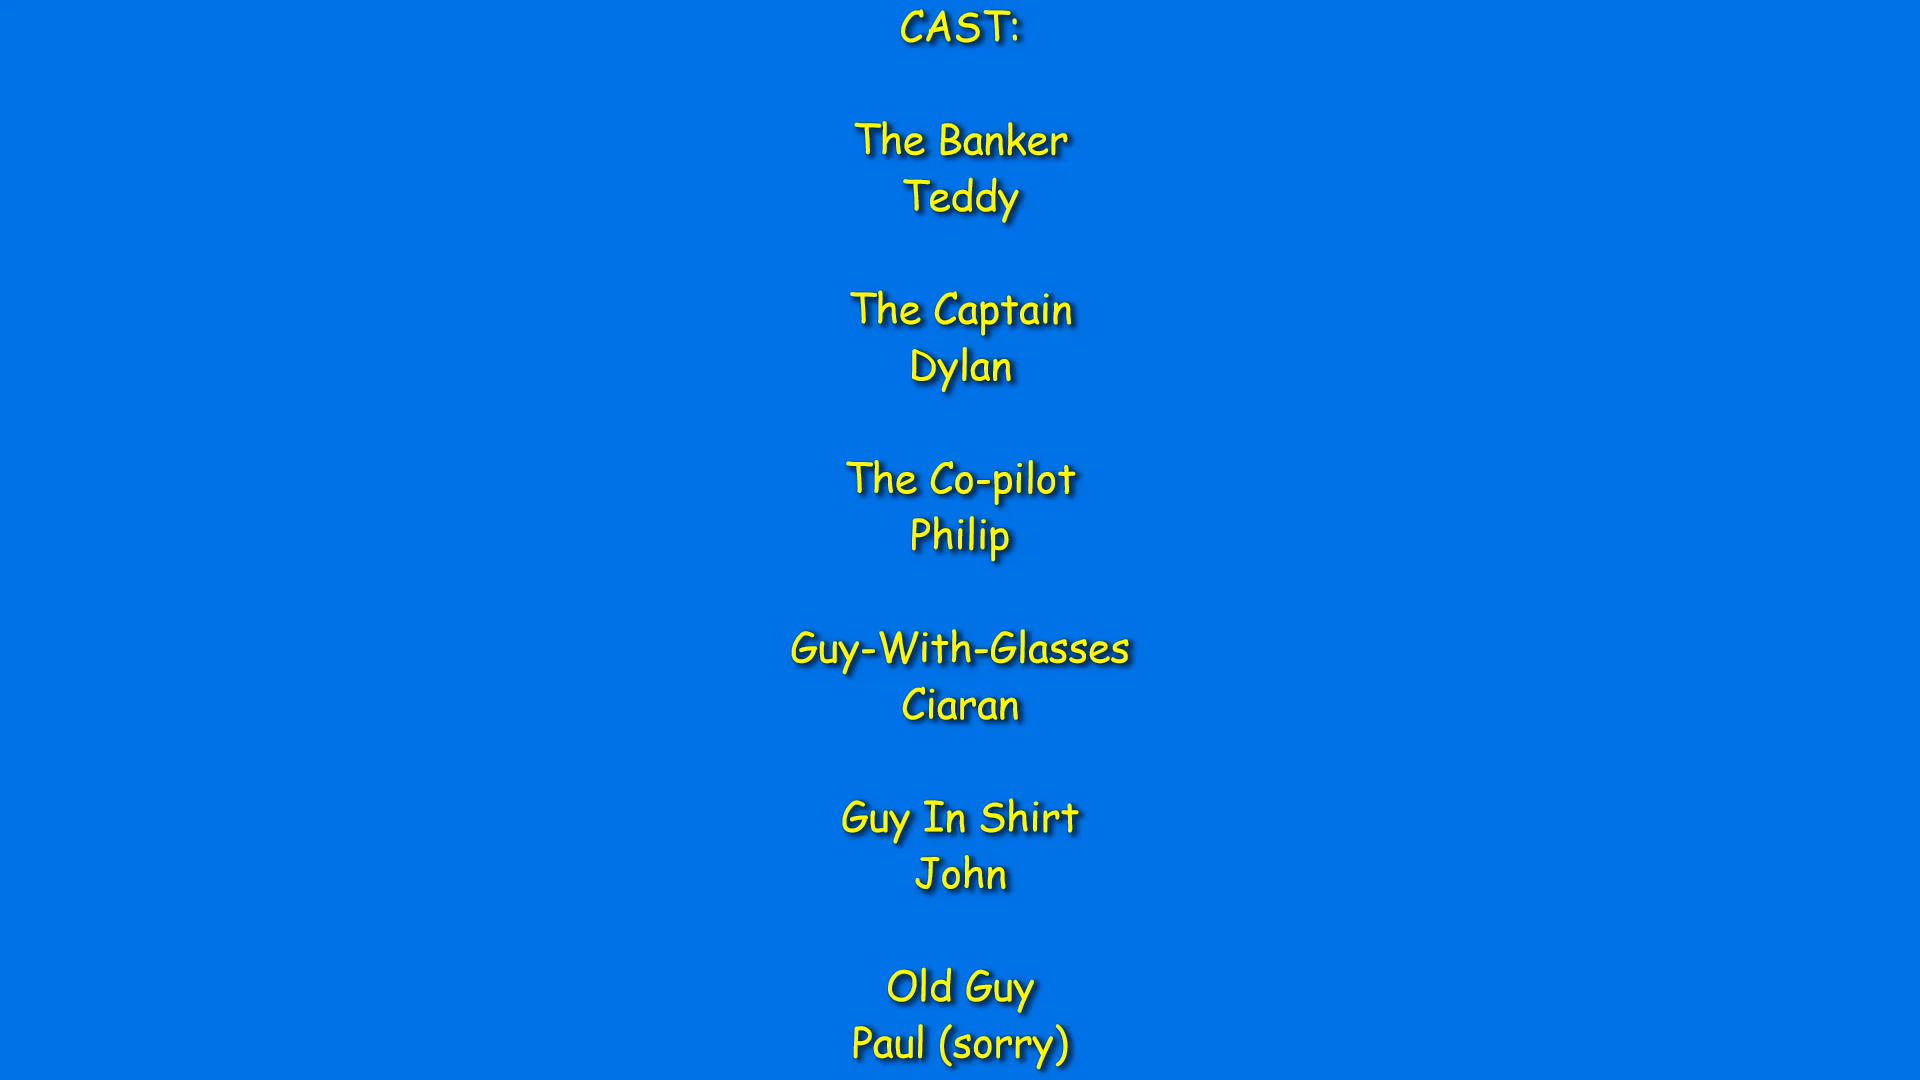 CAST:
The Banker
Teddy
The Captain
Dylan
The Co-pilot
Philip
Guy-With-Glasses
Ciaran
Guy In Shirt
John
Old Guy
Paul (sorry)